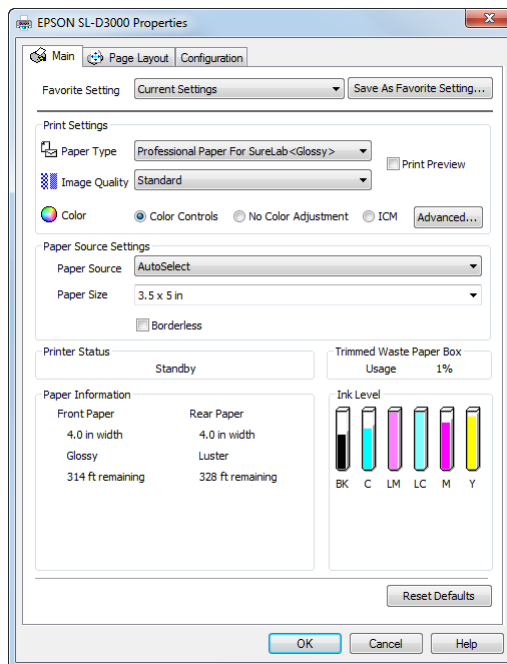 EPSON SL-D3000 Properties
Main Page Layout Configuration
Favorite Setting Current Settings Save As Favorite Setting...
Print Settings
Paper Type Professional Paper For SureLab<Glossy>
Print Preview
Image Quality Standard
Color Color Controls No Color Adjustment ICM Advanced...
Paper Source Settings
Paper Source AutoSelect
Paper Size 3.5 x 5 in
Borderless
Printer Status Trimmed Waste Paper Box
Standby Usage 1%
Paper Information Ink Level
Front Paper Rear Paper
4.0 in width 4.0 in width
Glossy Luster
314 ft remaining 328 ft remaining
BK C LM LC M Y
Reset Defaults
OK Cancel Help